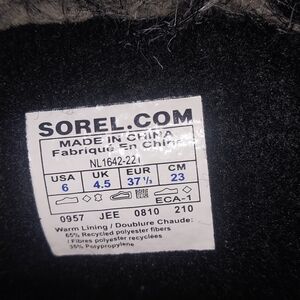 SOREL.COM
MADE IN CHINA
Fabriqué En Chine
NL1642-221
USA UK EUR CM
6 4.5 37 1/2 23
ECA-1
0957 JEE 0810 210
Warm Lining / Doublure Chaude:
65% Recycled polyester fibers
/ Fibres polyester recyclées
35% Polypropylene